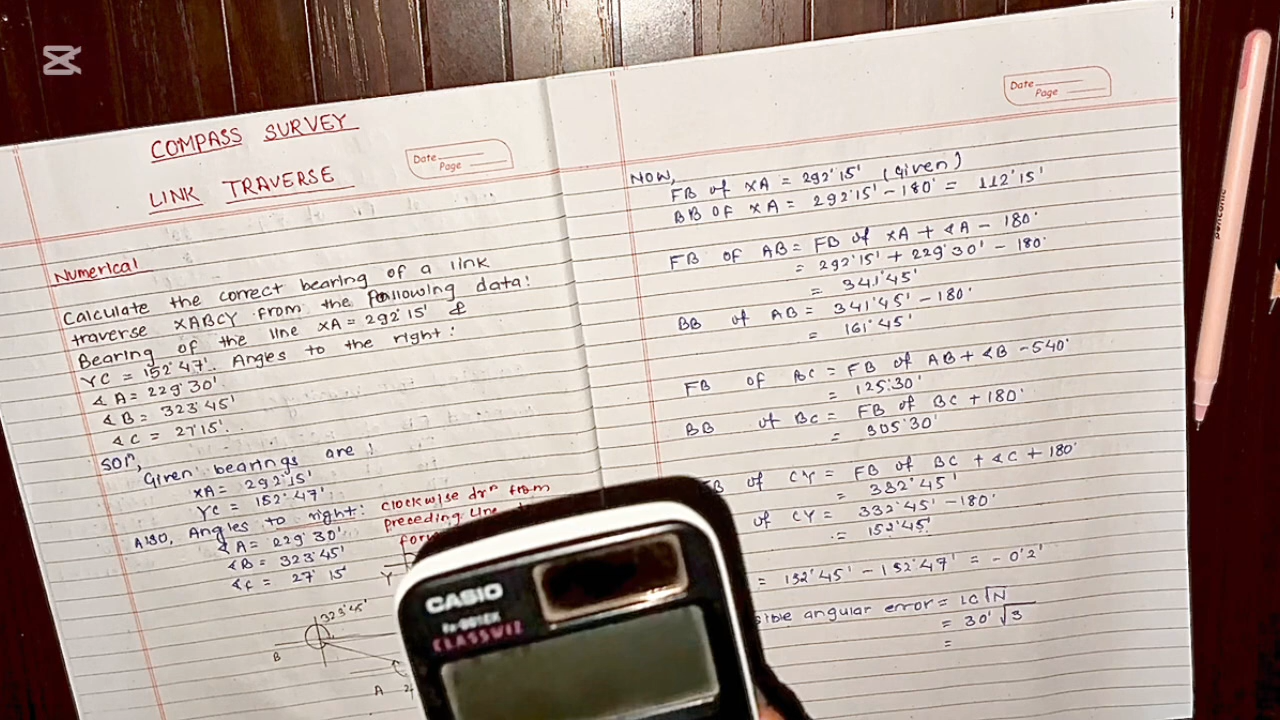 COMPASS SURVEY
LINK TRAVERSE
Date
Page
Numerical
Calculate the correct bearing of a link
traverse XABCY from the following data:
Bearing of the line XA = 292°15' &
YC = 152°47'. Angles to the right:
∡A = 229°30'
∡B = 323°45'
∡C = 27°15'.
Solⁿ,
Given bearings are:
XA = 292°15'
YC = 152°47'
Also, Angles to right: clockwise drⁿ from
preceding line
∡A = 229°30'
∡B = 323°45'
∡C = 27°15'
Y
323°45'
B
C
A
Date
Page
NOW,
FB of XA = 292°15' (Given)
BB OF XA = 292°15' - 180° = 112°15'
FB OF AB = FB of XA + ∡A - 180°
= 292°15' + 229°30' - 180°
= 341°45'
BB of AB = 341°45' - 180°
= 161°45'
FB of BC = FB of AB + ∡B - 540°
= 125°30'
BB of BC = FB of BC + 180°
= 305°30'
FB of CY = FB of BC + ∡C + 180°
= 332°45'
of CY = 332°45' - 180°
= 152°45'
= 152°45' - 152°47' = -0°2'
angular error = LC√N
= 30' √3
=
CASIO
fx-991EX
CLASSWIZ